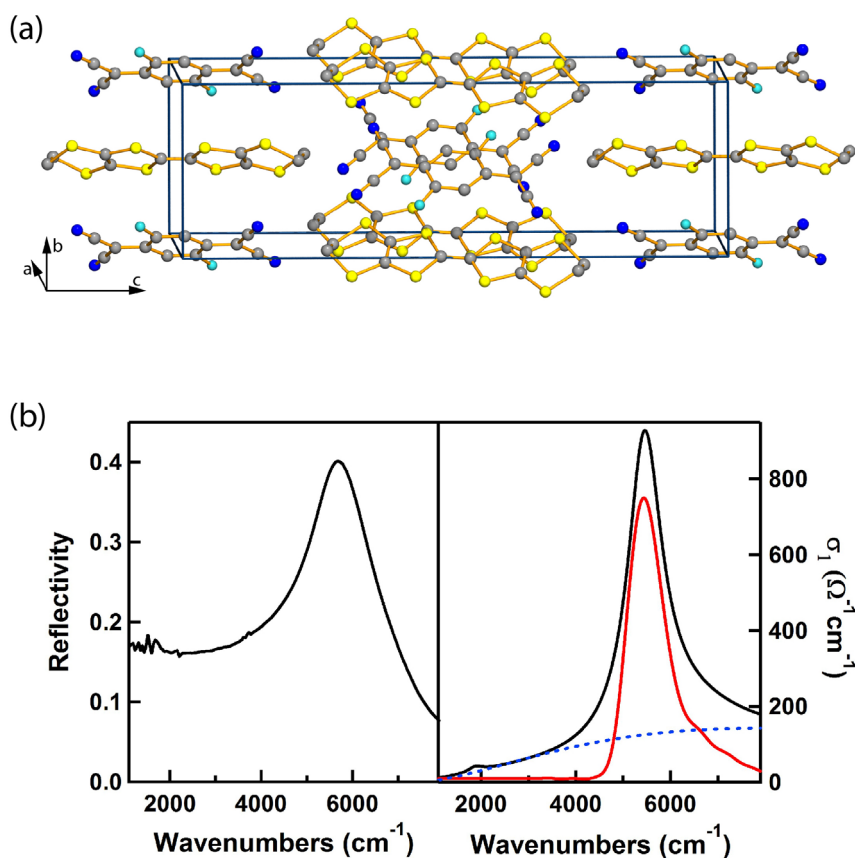 (a)
b
a
c
(b)
0.4
0.3
0.2
0.1
0.0
Reflectivity
2000 4000 6000
Wavenumbers (cm⁻¹)
800
600
400
200
0
σ₁ (Ω⁻¹cm⁻¹)
2000 4000 6000
Wavenumbers (cm⁻¹)